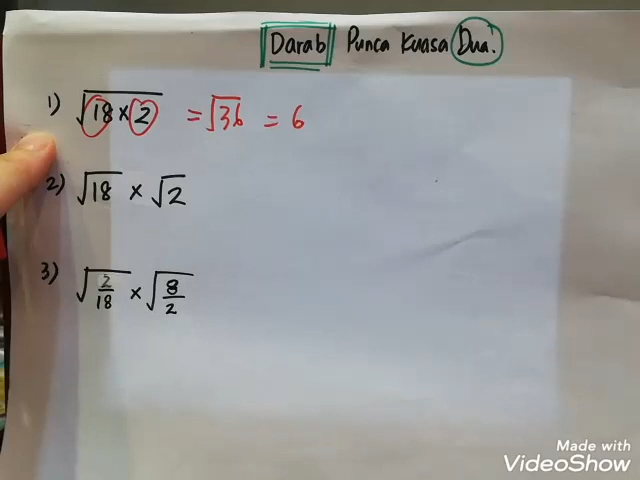 Darab Punca Kuasa Dua.
1) √(18 × 2) = √36 = 6
2) √18 × √2
3) √(2/18) × √(8/2)
Made with
VideoShow